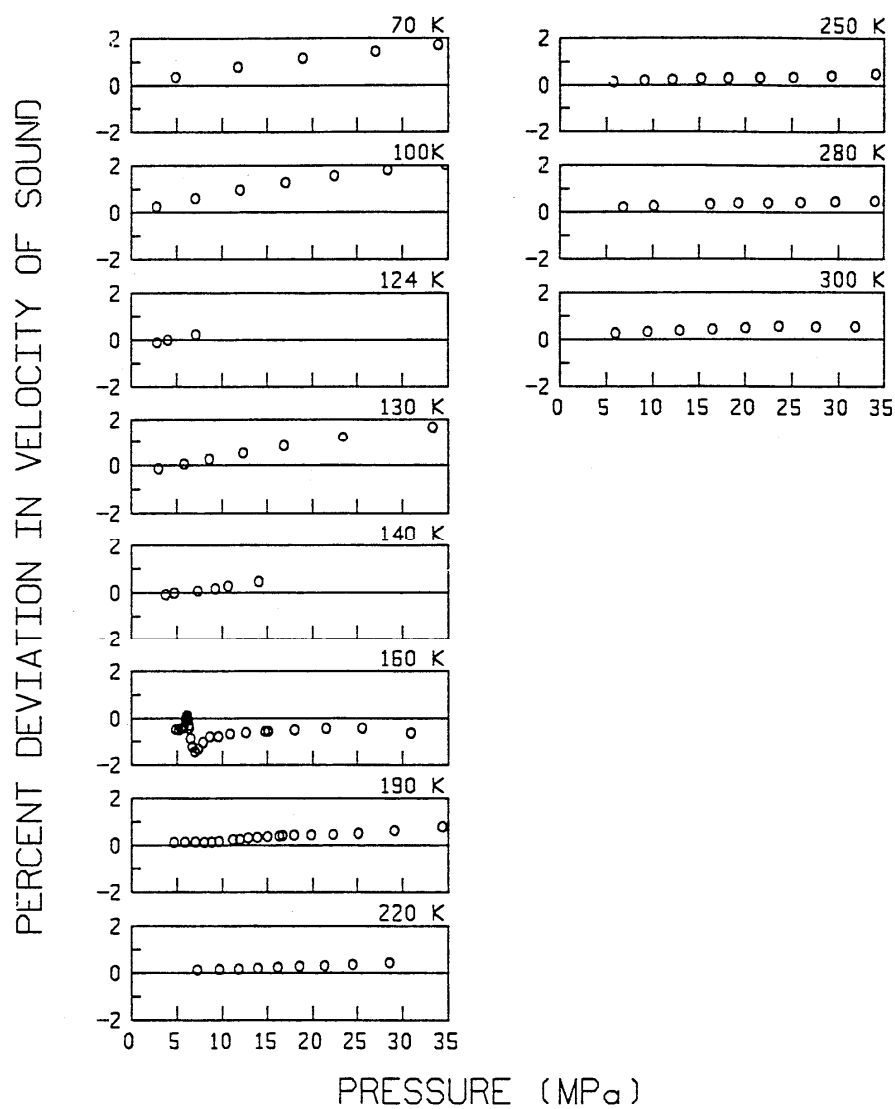 PERCENT DEVIATION IN VELOCITY OF SOUND
70 K
2
0
-2
100K
2
0
-2
124 K
2
0
-2
130 K
2
0
-2
140 K
2
0
-2
160 K
2
0
-2
190 K
2
0
-2
220 K
2
0
-2
0 5 10 15 20 25 30 35
250 K
2
0
-2
280 K
2
0
-2
300 K
2
0
-2
0 5 10 15 20 25 30 35
PRESSURE (MPa)